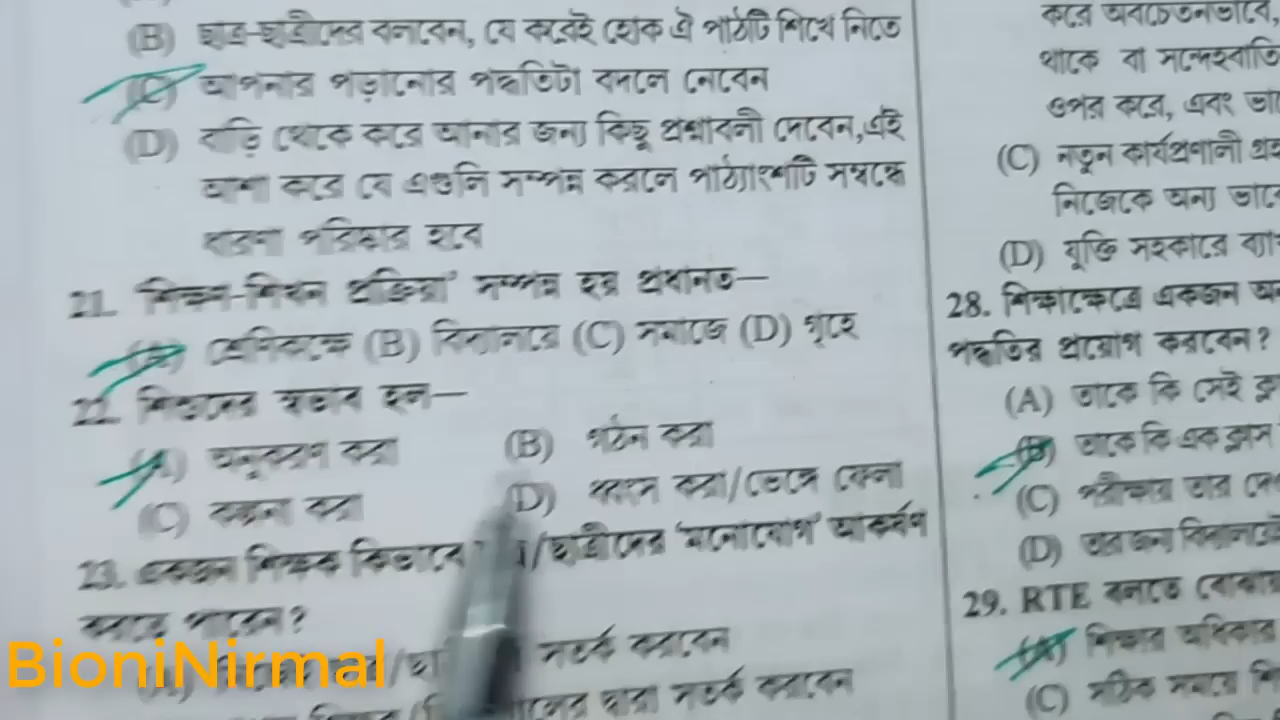 (B) ছাত্র-ছাত্রীদের বলবেন, যে করেই হোক ঐ পাঠটি শিখে নিতে
(C) আপনার পড়ানোর পদ্ধতিটা বদলে নেবেন
(D) বাড়ি থেকে করে আনার জন্য কিছু প্রশ্নাবলী দেবেন, এই
আশা করে যে এগুলি সম্পন্ন করলে পাঠ্যাংশটি সম্বন্ধে
ধারণা পরিষ্কার হবে
21. শিক্ষণ-শিখন প্রক্রিয়া সম্পন্ন হয় প্রধানত—
(A) শ্রেণিকক্ষে (B) বিদ্যালয়ে (C) সমাজে (D) গৃহে
22. শিশুদের স্বভাব হল—
(A) অনুকরণ করা (B) গঠন করা
(C) কল্পনা করা (D) ধ্বংস করা/ভেঙ্গে ফেলা
23. একজন শিক্ষক কিভাবে /ছাত্রীদের 'মনোযোগ' আকর্ষণ
করতে পারেন?
সতর্ক করবেন
দ্বারা সতর্ক করাবেন
করে অবচেতনভাবে,
থাকে বা সন্দেহবাতি
ওপর করে, এবং
(C) নতুন কার্যপ্রণালী
নিজেকে অন্য
(D) যুক্তি সহকারে
28. শিক্ষাক্ষেত্রে একজন
পদ্ধতির প্রয়োগ করবেন?
(A) তাকে কি সেই
(B) তাকে কি এক ক্লাস
(C) পরীক্ষায় তার
(D) তার জন্য
29. RTE বলতে
(A) শিক্ষার অধিকার
(C) সঠিক সময়ে
BioniNirmal